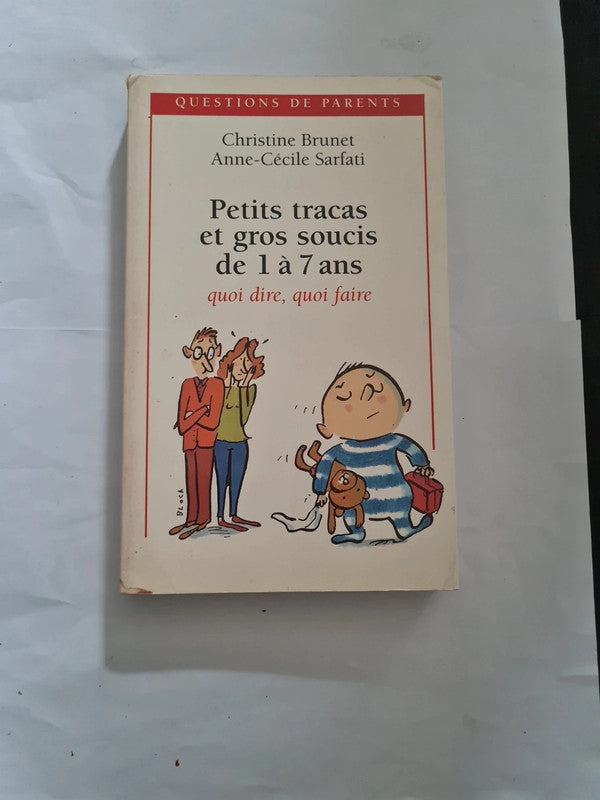 QUESTIONS DE PARENTS
Christine Brunet
Anne-Cécile Sarfati
Petits tracas
et gros soucis
de 1 à 7 ans
quoi dire, quoi faire
BLOCH